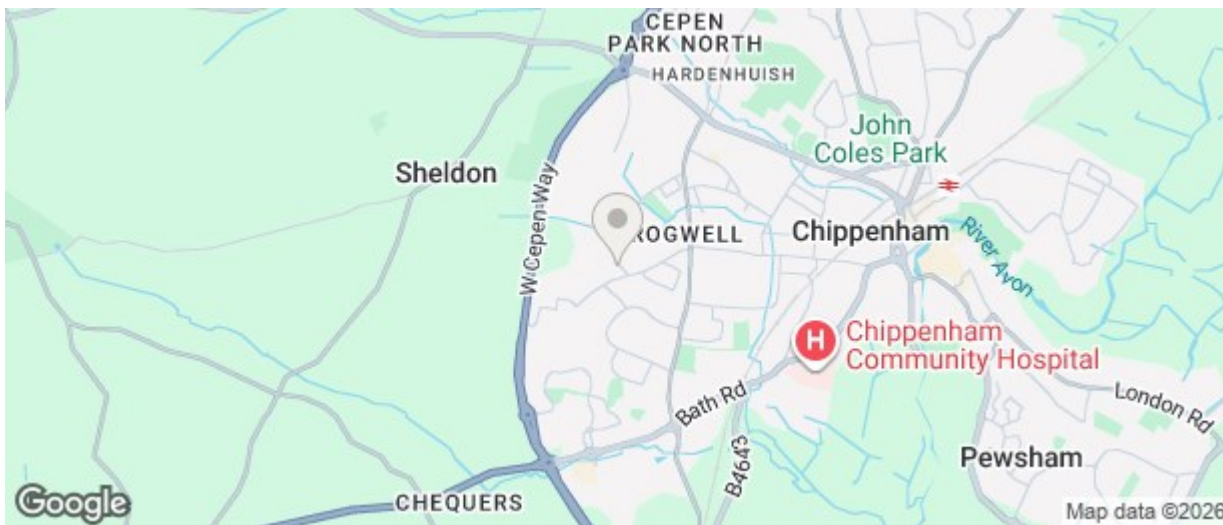 CEPEN
PARK NORTH
HARDENHUISH
John
Coles Park
Sheldon
W Cepen Way
ROGWELL
Chippenham
River Avon
H
Chippenham
Community Hospital
Bath Rd
London Rd
B4643
Pewsham
CHEQUERS
Google
Map data ©2026